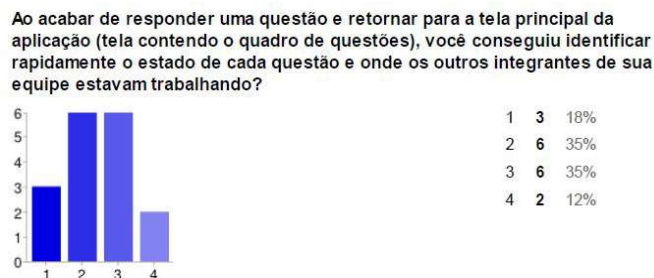 Ao acabar de responder uma questão e retornar para a tela principal da
aplicação (tela contendo o quadro de questões), você conseguiu identificar
rapidamente o estado de cada questão e onde os outros integrantes de sua
equipe estavam trabalhando?
6
5
4
3
2
1
0
1 2 3 4
1 3 18%
2 6 35%
3 6 35%
4 2 12%